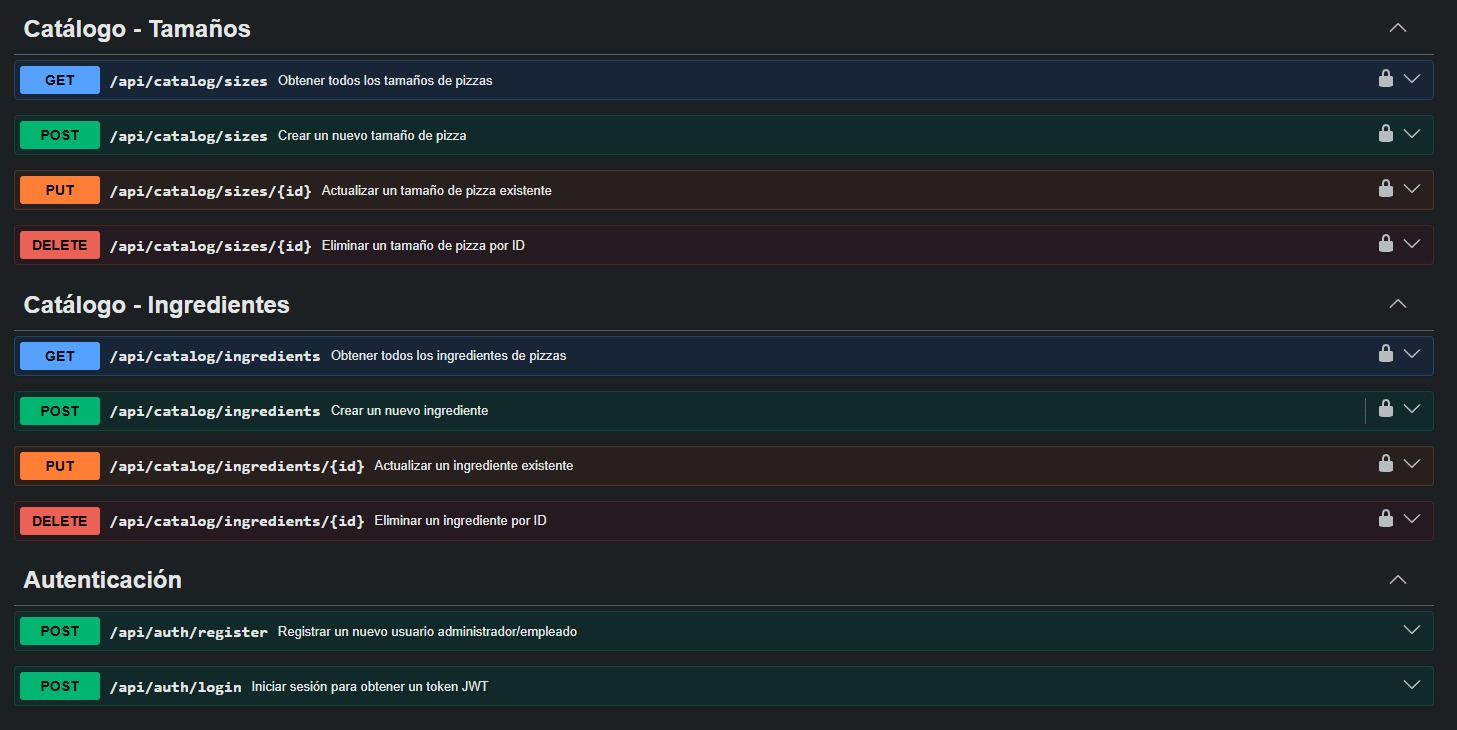 Catálogo - Tamaños
GET /api/catalog/sizes Obtener todos los tamaños de pizzas
POST /api/catalog/sizes Crear un nuevo tamaño de pizza
PUT /api/catalog/sizes/{id} Actualizar un tamaño de pizza existente
DELETE /api/catalog/sizes/{id} Eliminar un tamaño de pizza por ID
Catálogo - Ingredientes
GET /api/catalog/ingredients Obtener todos los ingredientes de pizzas
POST /api/catalog/ingredients Crear un nuevo ingrediente
PUT /api/catalog/ingredients/{id} Actualizar un ingrediente existente
DELETE /api/catalog/ingredients/{id} Eliminar un ingrediente por ID
Autenticación
POST /api/auth/register Registrar un nuevo usuario administrador/empleado
POST /api/auth/login Iniciar sesión para obtener un token JWT